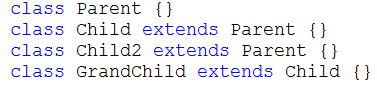 class Parent {}
class Child extends Parent {}
class Child2 extends Parent {}
class GrandChild extends Child {}